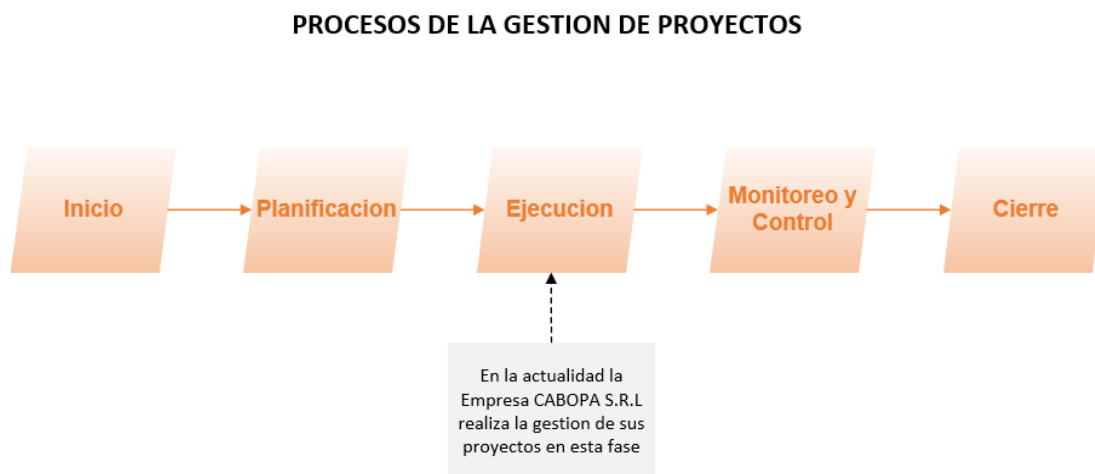 PROCESOS DE LA GESTION DE PROYECTOS
Inicio
Planificacion
Ejecucion
Monitoreo y
Control
Cierre
En la actualidad la
Empresa CABOPA S.R.L
realiza la gestion de sus
proyectos en esta fase